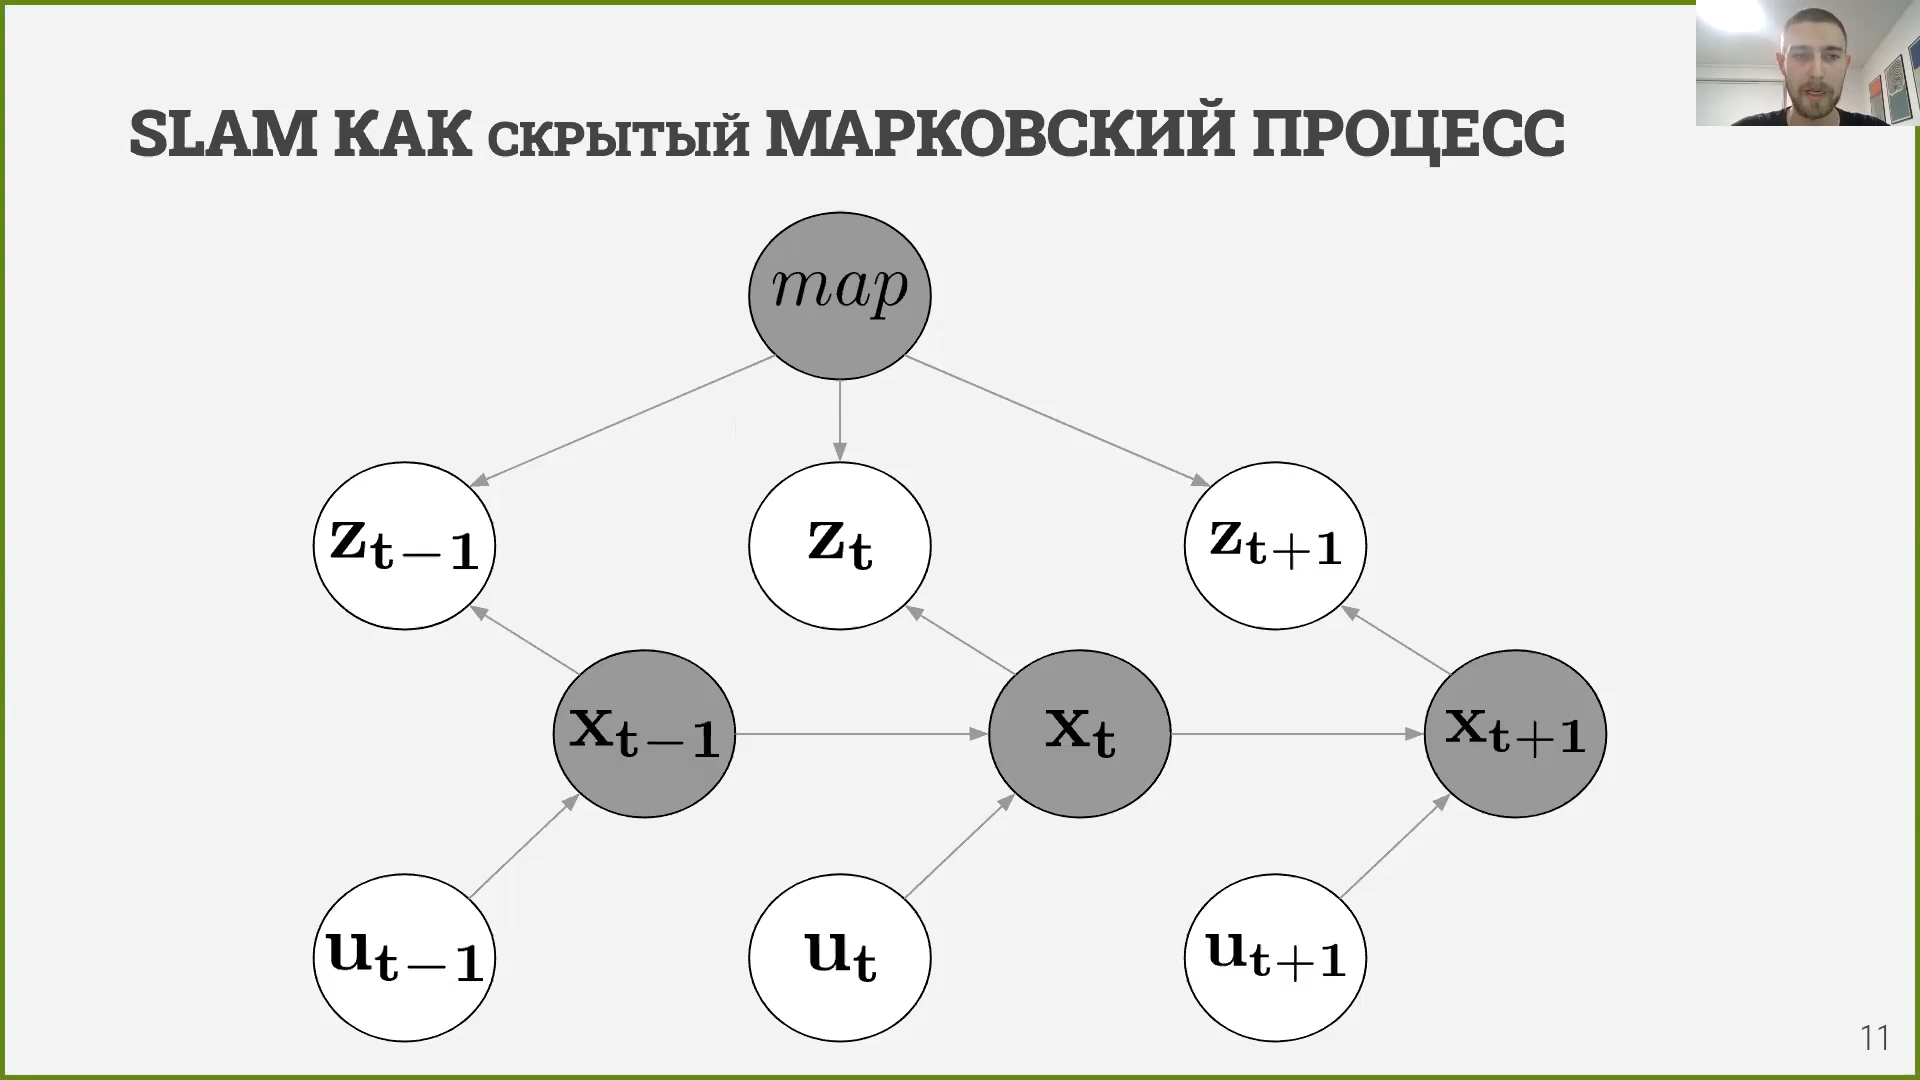 SLAM КАК СКРЫТЫЙ МАРКОВСКИЙ ПРОЦЕСС
map
z_{t-1} z_t z_{t+1}
x_{t-1} x_t x_{t+1}
u_{t-1} u_t u_{t+1}
11